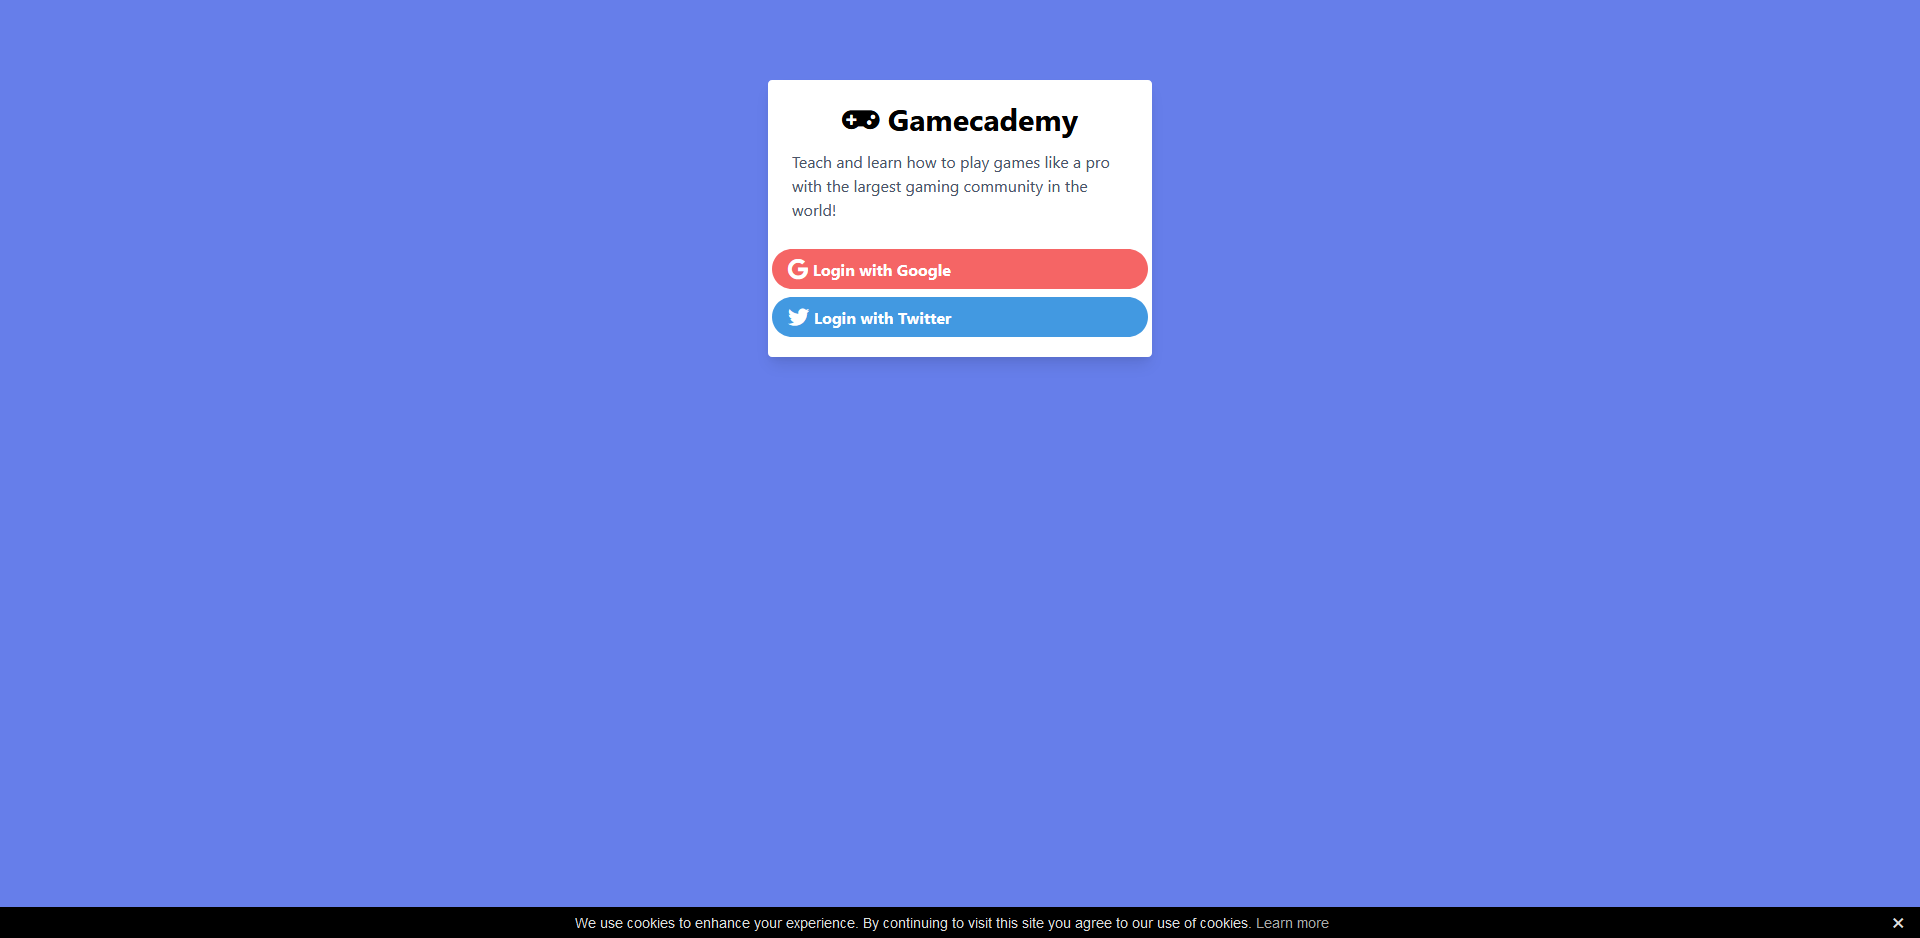 Gamecademy
Teach and learn how to play games like a pro
with the largest gaming community in the
world!
Login with Google
Login with Twitter
We use cookies to enhance your experience. By continuing to visit this site you agree to our use of cookies. Learn more ×